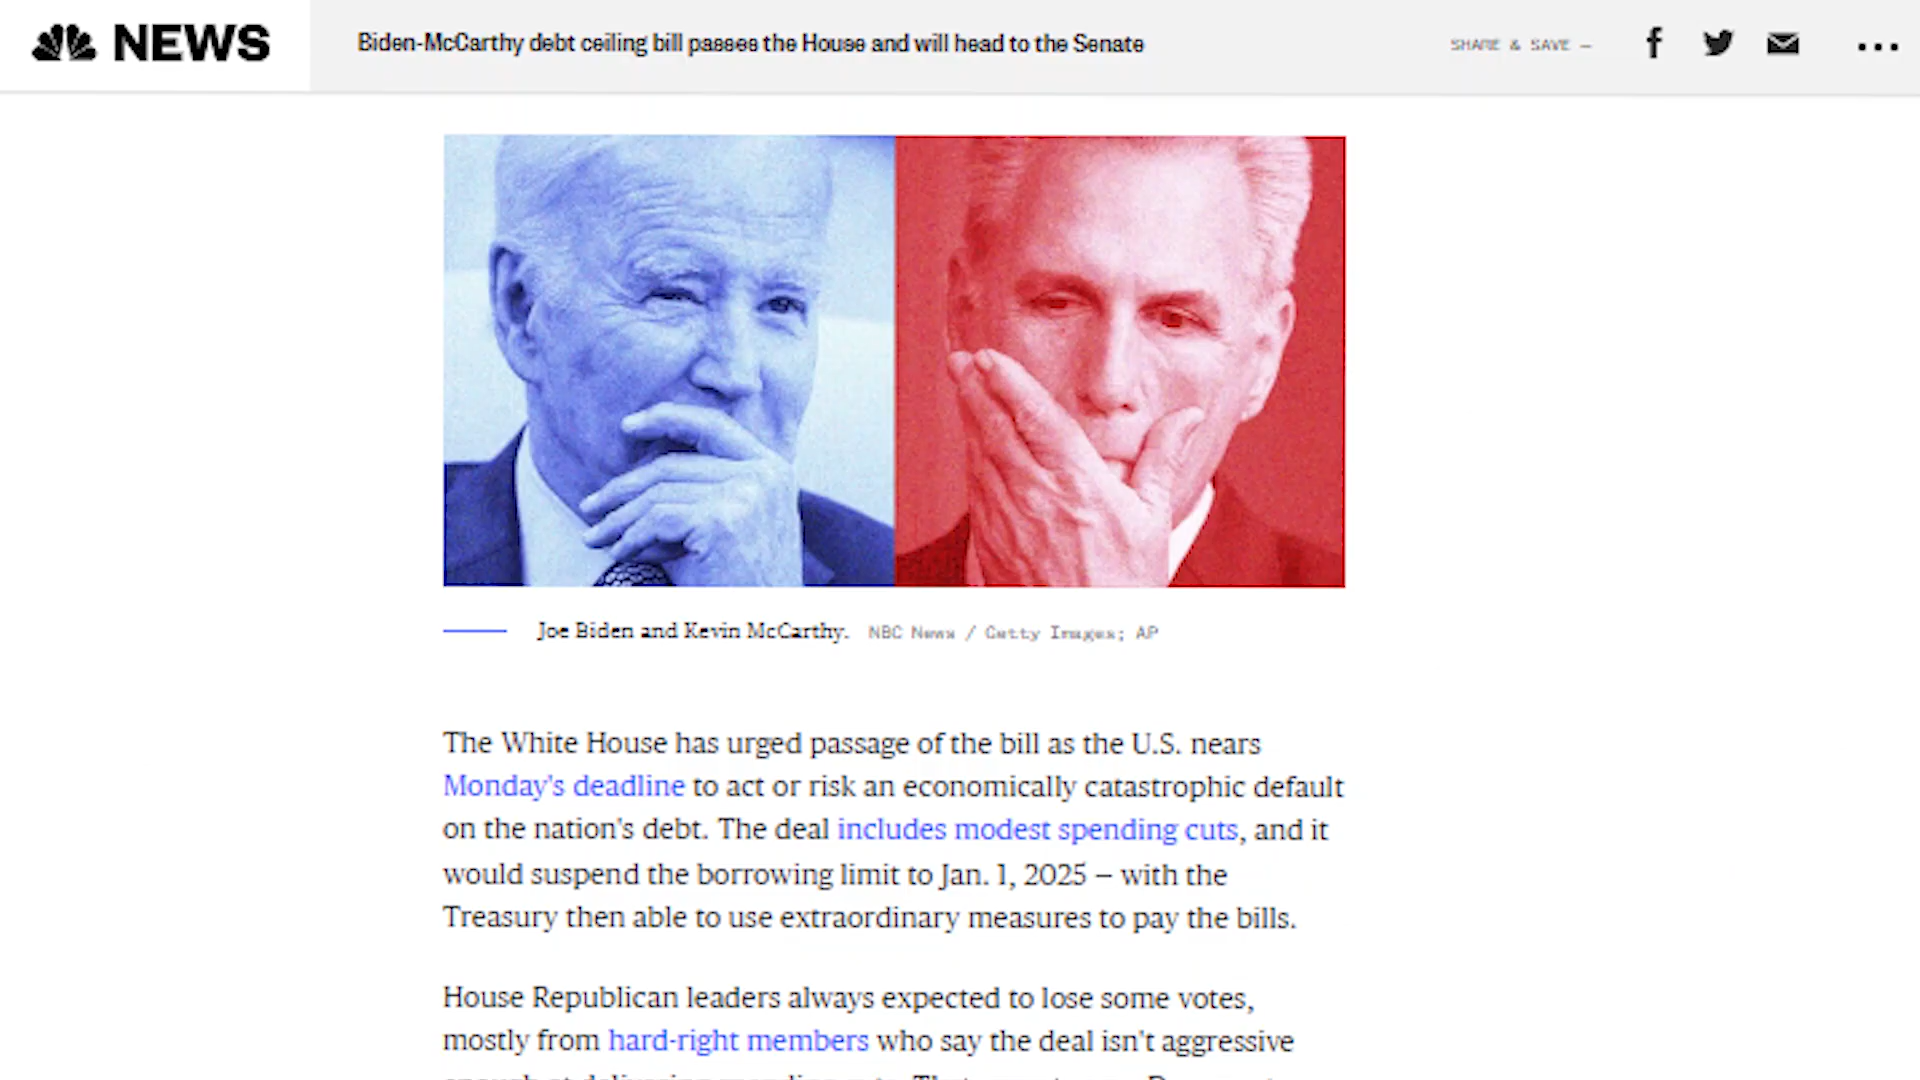 NEWS
Biden-McCarthy debt ceiling bill passes the House and will head to the Senate
SHARE & SAVE —
Joe Biden and Kevin McCarthy. NBC News / Getty Images; AP
The White House has urged passage of the bill as the U.S. nears
Monday's deadline to act or risk an economically catastrophic default
on the nation's debt. The deal includes modest spending cuts, and it
would suspend the borrowing limit to Jan. 1, 2025 — with the
Treasury then able to use extraordinary measures to pay the bills.
House Republican leaders always expected to lose some votes,
mostly from hard-right members who say the deal isn't aggressive